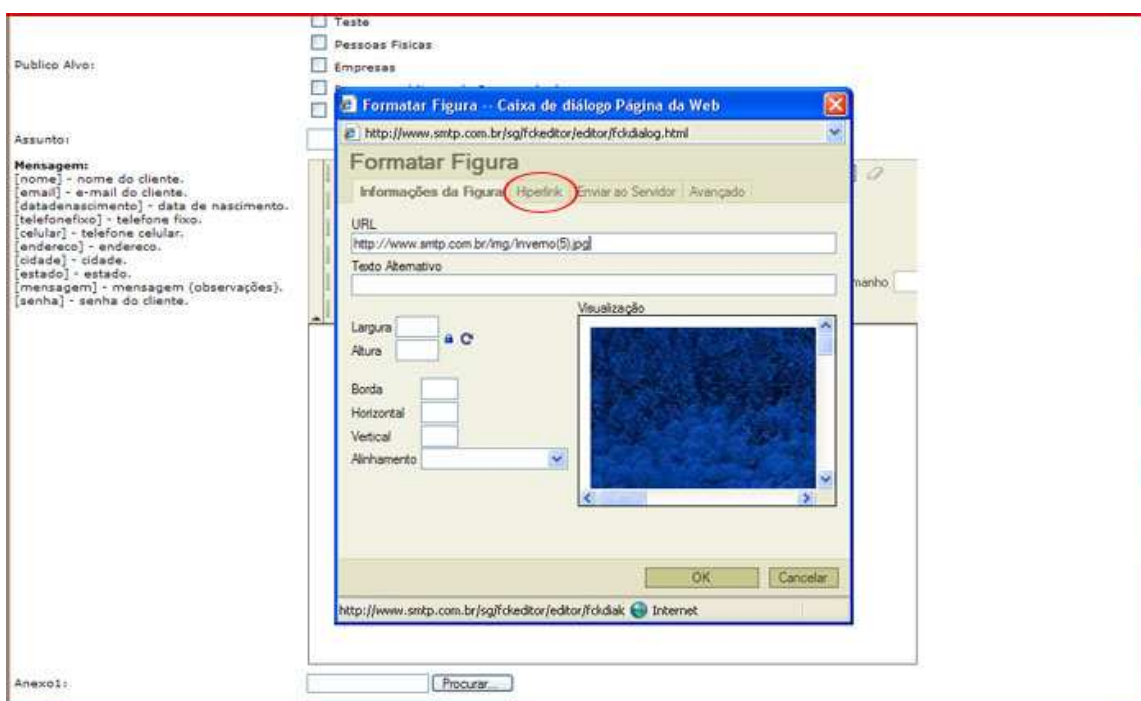 Teste
Pessoas Fisicas
Publico Alvo:
Empresas
Assunto:
Mensagem:
[nome] - nome do cliente.
[email] - e-mail do cliente.
[datadenascimento] - data de nascimento.
[telefonefixo] - telefone fixo.
[celular] - telefone celular.
[endereco] - endereco.
[cidade] - cidade.
[estado] - estado.
[mensagem] - mensagem (observações).
[senha] - senha do cliente.
manho
Formatar Figura -- Caixa de diálogo Página da Web
http://www.smtp.com.br/sg/fckeditor/editor/fckdialog.html
Formatar Figura
Informações da Figura Hiperlink Enviar ao Servidor Avançado
URL
http://www.smtp.com.br/img/Inverno(5).jpg
Texto Alternativo
Visualização
Largura
Altura
Borda
Horizontal
Vertical
Alinhamento
OK Cancelar
http://www.smtp.com.br/sg/fckeditor/editor/fckdialo Internet
Anexo1: Procurar...